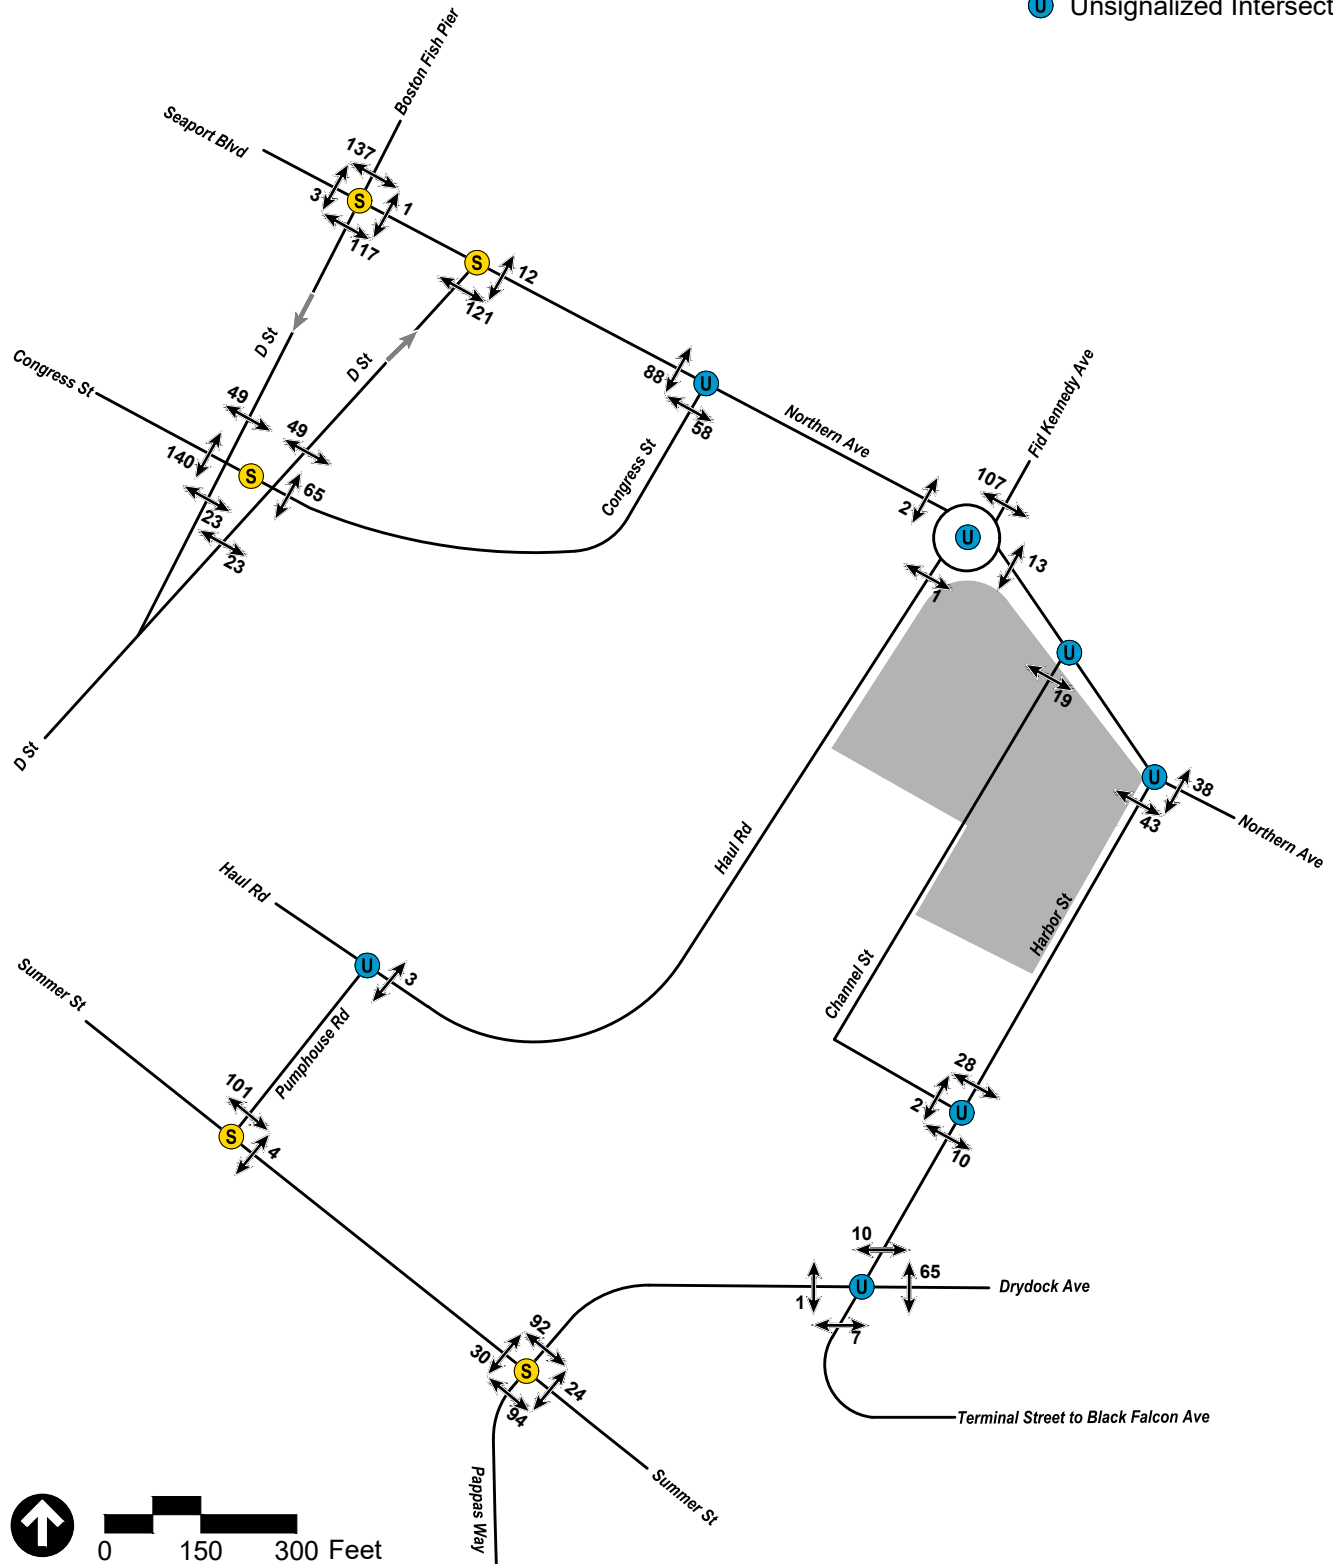 U Unsignalized Intersect
Boston Fish Pier
Seaport Blvd
137
3
S
1
117
S
12
121
D St
D St
Congress St
88
U
58
Northern Ave
Fid Kennedy Ave
49
49
140
S
65
23
23
Congress St
107
2
U
13
1
U
19
D St
U
38
43
Northern Ave
Haul Rd
Haul Rd
Harbor St
Summer St
U
3
Channel St
Pumphouse Rd
101
S
4
28
2
U
10
10
65
1
U
7
Drydock Ave
92
30
S
24
94
Terminal Street to Black Falcon Ave
Pappas Way
Summer St
0 150 300 Feet